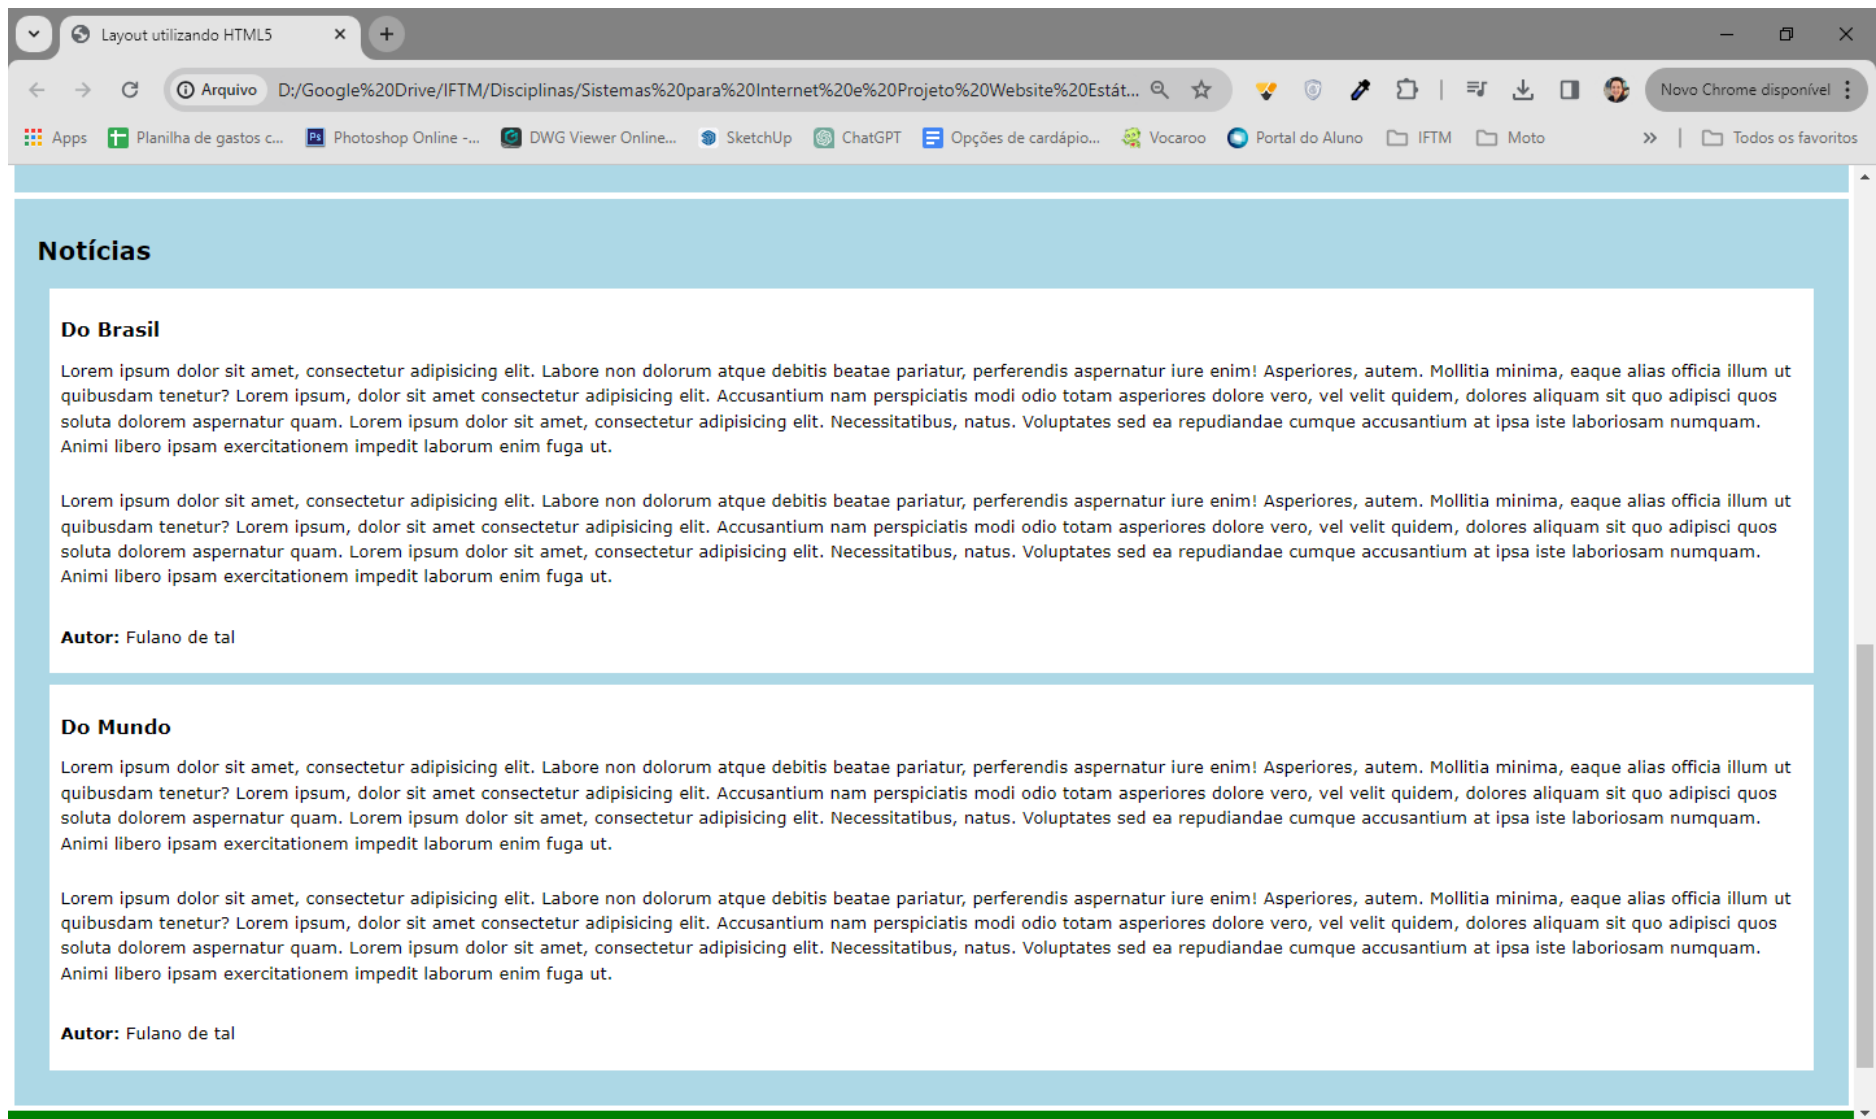 Layout utilizando HTML5
Arquivo D:/Google%20Drive/IFTM/Disciplinas/Sistemas%20para%20Internet%20e%20Projeto%20Website%20Estát... Novo Chrome disponível
Apps Planilha de gastos c... Ps Photoshop Online -... DWG Viewer Online... SketchUp ChatGPT Opções de cardápio... Vocaroo Portal do Aluno IFTM Moto » Todos os favoritos
Notícias
Do Brasil
Lorem ipsum dolor sit amet, consectetur adipisicing elit. Labore non dolorum atque debitis beatae pariatur, perferendis aspernatur iure enim! Asperiores, autem. Mollitia minima, eaque alias officia illum ut
quibusdam tenetur? Lorem ipsum, dolor sit amet consectetur adipisicing elit. Accusantium nam perspiciatis modi odio totam asperiores dolore vero, vel velit quidem, dolores aliquam sit quo adipisci quos
soluta dolorem aspernatur quam. Lorem ipsum dolor sit amet, consectetur adipisicing elit. Necessitatibus, natus. Voluptates sed ea repudiandae cumque accusantium at ipsa iste laboriosam numquam.
Animi libero ipsam exercitationem impedit laborum enim fuga ut.
Lorem ipsum dolor sit amet, consectetur adipisicing elit. Labore non dolorum atque debitis beatae pariatur, perferendis aspernatur iure enim! Asperiores, autem. Mollitia minima, eaque alias officia illum ut
quibusdam tenetur? Lorem ipsum, dolor sit amet consectetur adipisicing elit. Accusantium nam perspiciatis modi odio totam asperiores dolore vero, vel velit quidem, dolores aliquam sit quo adipisci quos
soluta dolorem aspernatur quam. Lorem ipsum dolor sit amet, consectetur adipisicing elit. Necessitatibus, natus. Voluptates sed ea repudiandae cumque accusantium at ipsa iste laboriosam numquam.
Animi libero ipsam exercitationem impedit laborum enim fuga ut.
Autor: Fulano de tal
Do Mundo
Lorem ipsum dolor sit amet, consectetur adipisicing elit. Labore non dolorum atque debitis beatae pariatur, perferendis aspernatur iure enim! Asperiores, autem. Mollitia minima, eaque alias officia illum ut
quibusdam tenetur? Lorem ipsum, dolor sit amet consectetur adipisicing elit. Accusantium nam perspiciatis modi odio totam asperiores dolore vero, vel velit quidem, dolores aliquam sit quo adipisci quos
soluta dolorem aspernatur quam. Lorem ipsum dolor sit amet, consectetur adipisicing elit. Necessitatibus, natus. Voluptates sed ea repudiandae cumque accusantium at ipsa iste laboriosam numquam.
Animi libero ipsam exercitationem impedit laborum enim fuga ut.
Lorem ipsum dolor sit amet, consectetur adipisicing elit. Labore non dolorum atque debitis beatae pariatur, perferendis aspernatur iure enim! Asperiores, autem. Mollitia minima, eaque alias officia illum ut
quibusdam tenetur? Lorem ipsum, dolor sit amet consectetur adipisicing elit. Accusantium nam perspiciatis modi odio totam asperiores dolore vero, vel velit quidem, dolores aliquam sit quo adipisci quos
soluta dolorem aspernatur quam. Lorem ipsum dolor sit amet, consectetur adipisicing elit. Necessitatibus, natus. Voluptates sed ea repudiandae cumque accusantium at ipsa iste laboriosam numquam.
Animi libero ipsam exercitationem impedit laborum enim fuga ut.
Autor: Fulano de tal